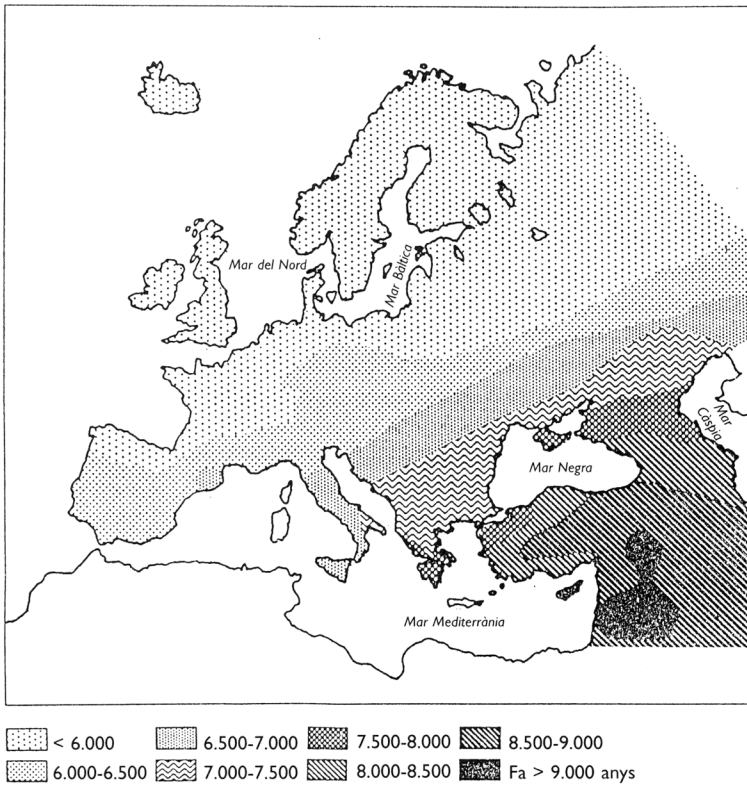 Mar del Nord
Mar Bàltica
Mar Càspia
Mar Negra
Mar Mediterrània
< 6.000
6.500-7.000
7.500-8.000
8.500-9.000
6.000-6.500
7.000-7.500
8.000-8.500
Fa > 9.000 anys